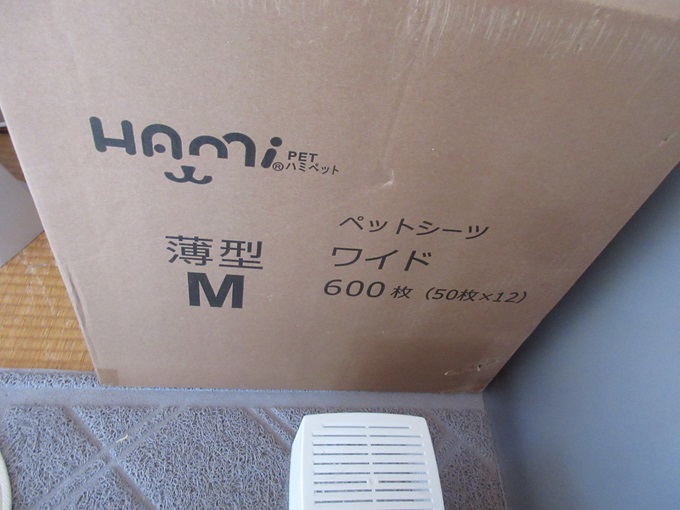 HAMi
® PET
ハミペット
薄型
M
ペットシーツ
ワイド
600枚 (50枚×12)